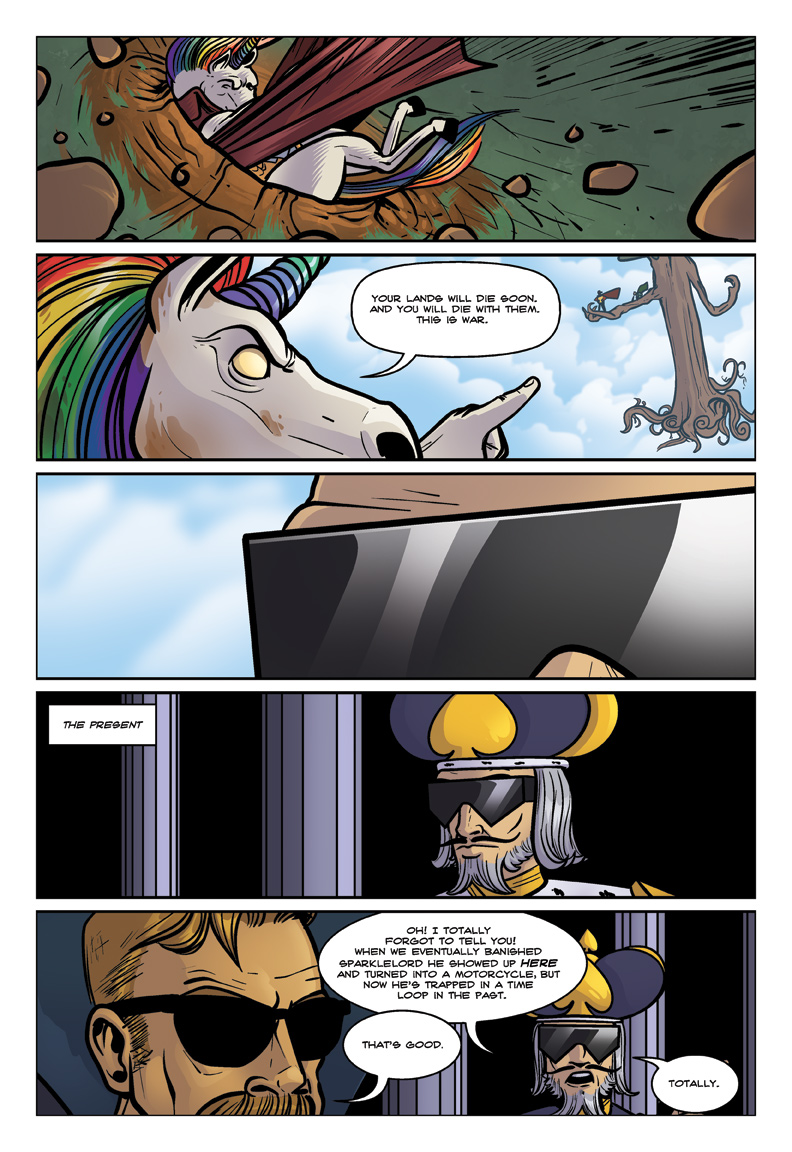 YOUR LANDS WILL DIE SOON.
AND YOU WILL DIE WITH THEM.
THIS IS WAR.
THE PRESENT
OH! I TOTALLY
FORGOT TO TELL YOU!
WHEN WE EVENTUALLY BANISHED
SPARKLELORD HE SHOWED UP HERE
AND TURNED INTO A MOTORCYCLE, BUT
NOW HE'S TRAPPED IN A TIME
LOOP IN THE PAST.
THAT'S GOOD.
TOTALLY.